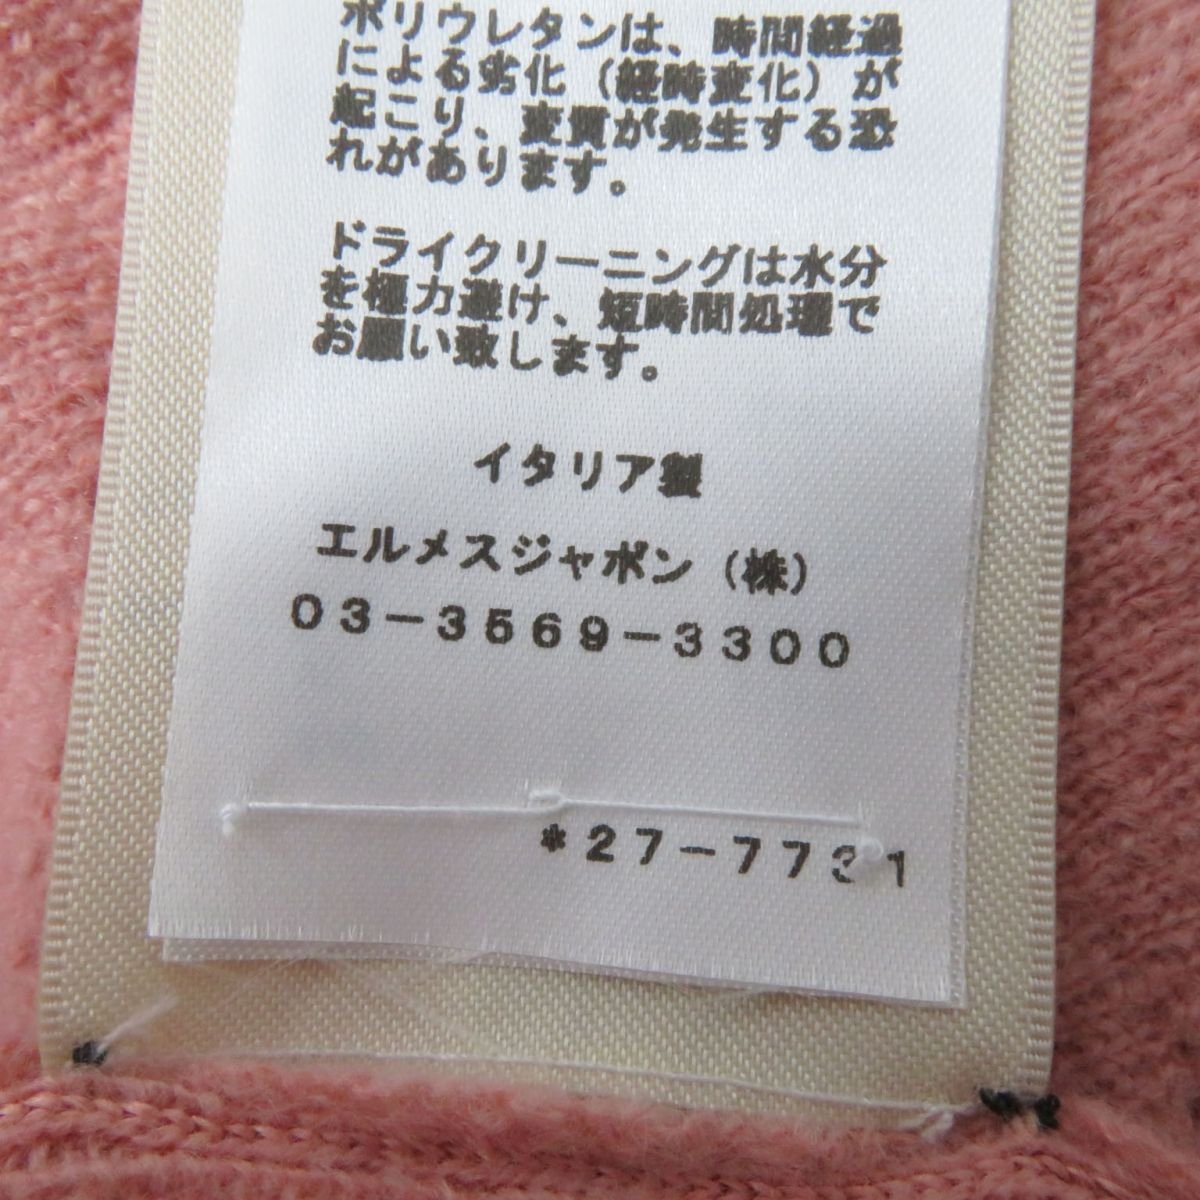 ポリウレタンは、時間経過
による劣化（経時変化）が
起こり、変質が発生する恐
れがあります。
ドライクリーニングは水分
を極力避け、短時間処理で
お願い致します。
イタリア製
エルメスジャポン（株）
03-3569-3300
*27-7731